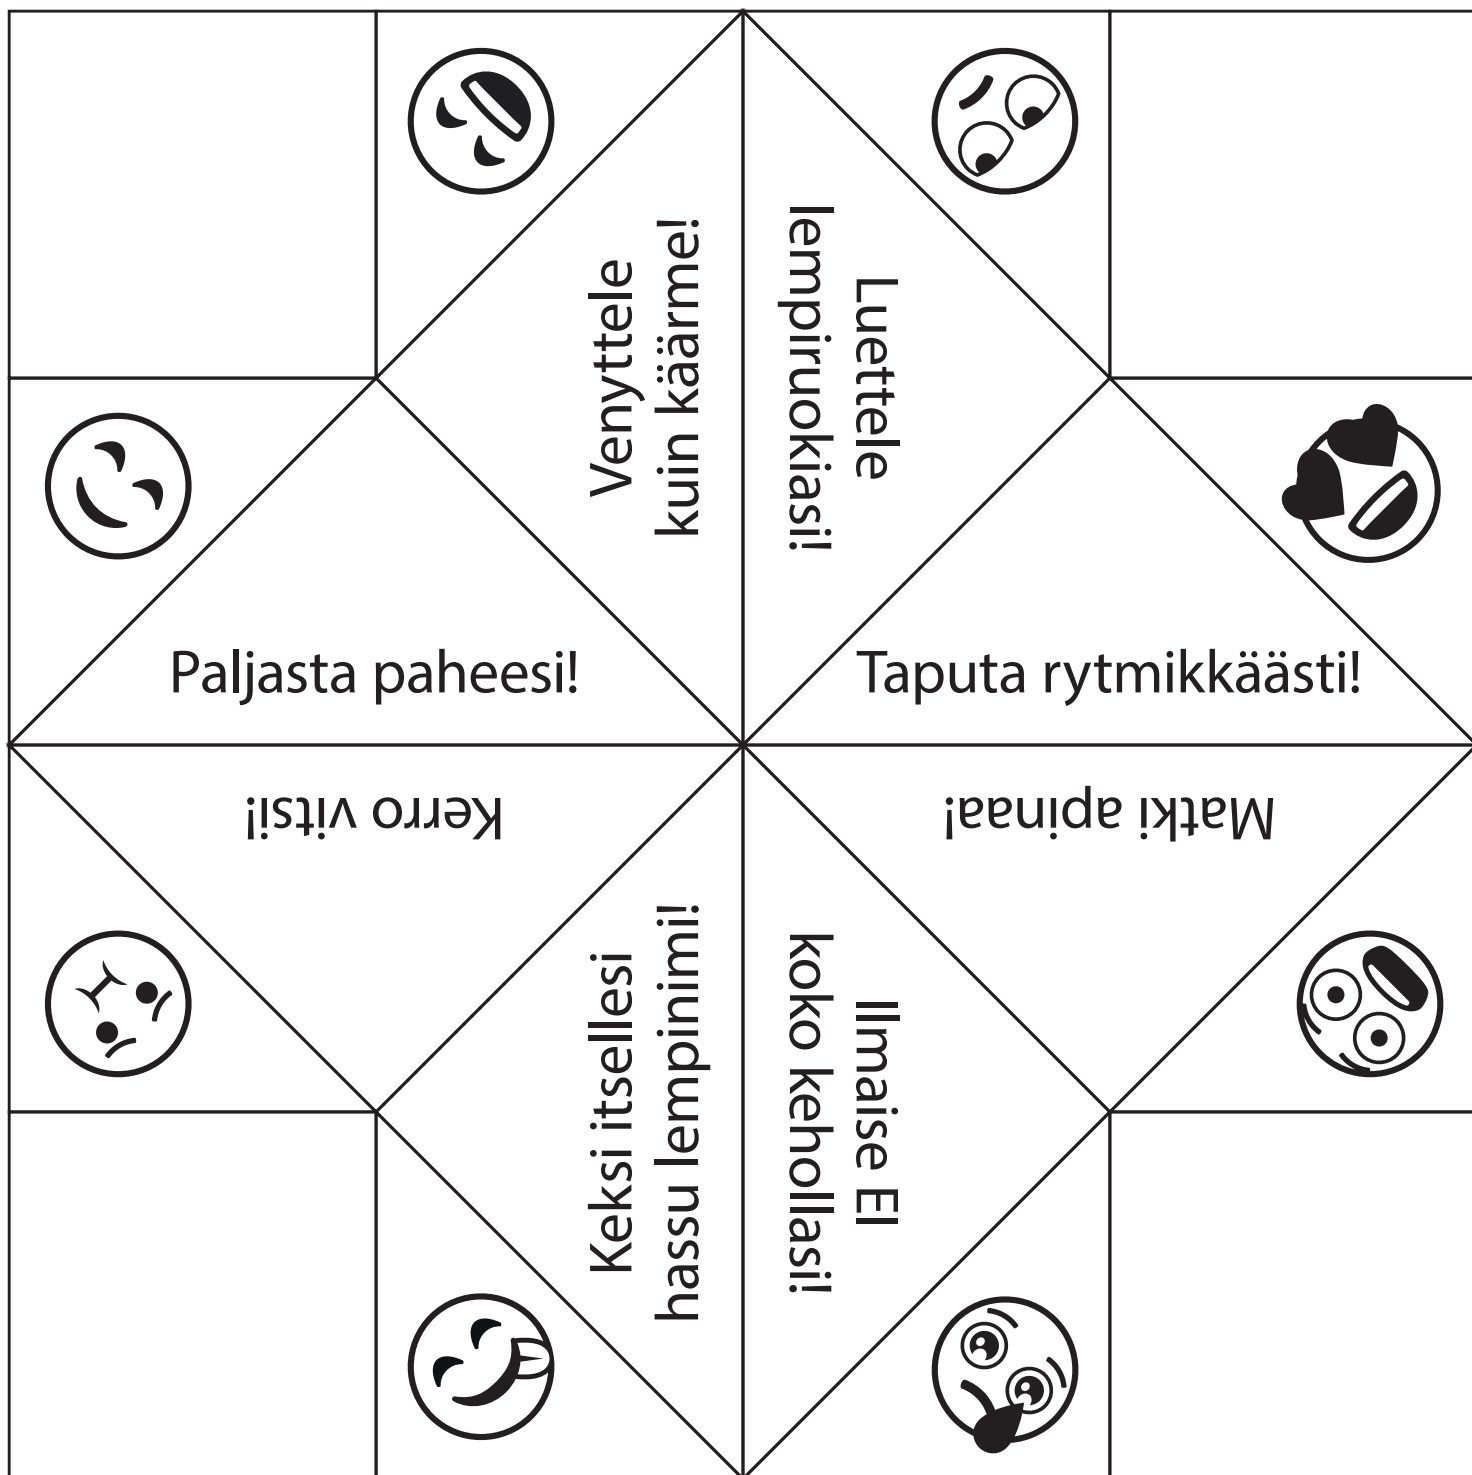 Venyttele
kuin käärme!
Luettele
lempiruokiasi!
Paljasta paheesi!
Taputa rytmikkäästi!
Kerro vitsi!
Matki apinaa!
Keksi itsellesi
hassu lempinimi!
Ilmaise EI
koko kehollasi!